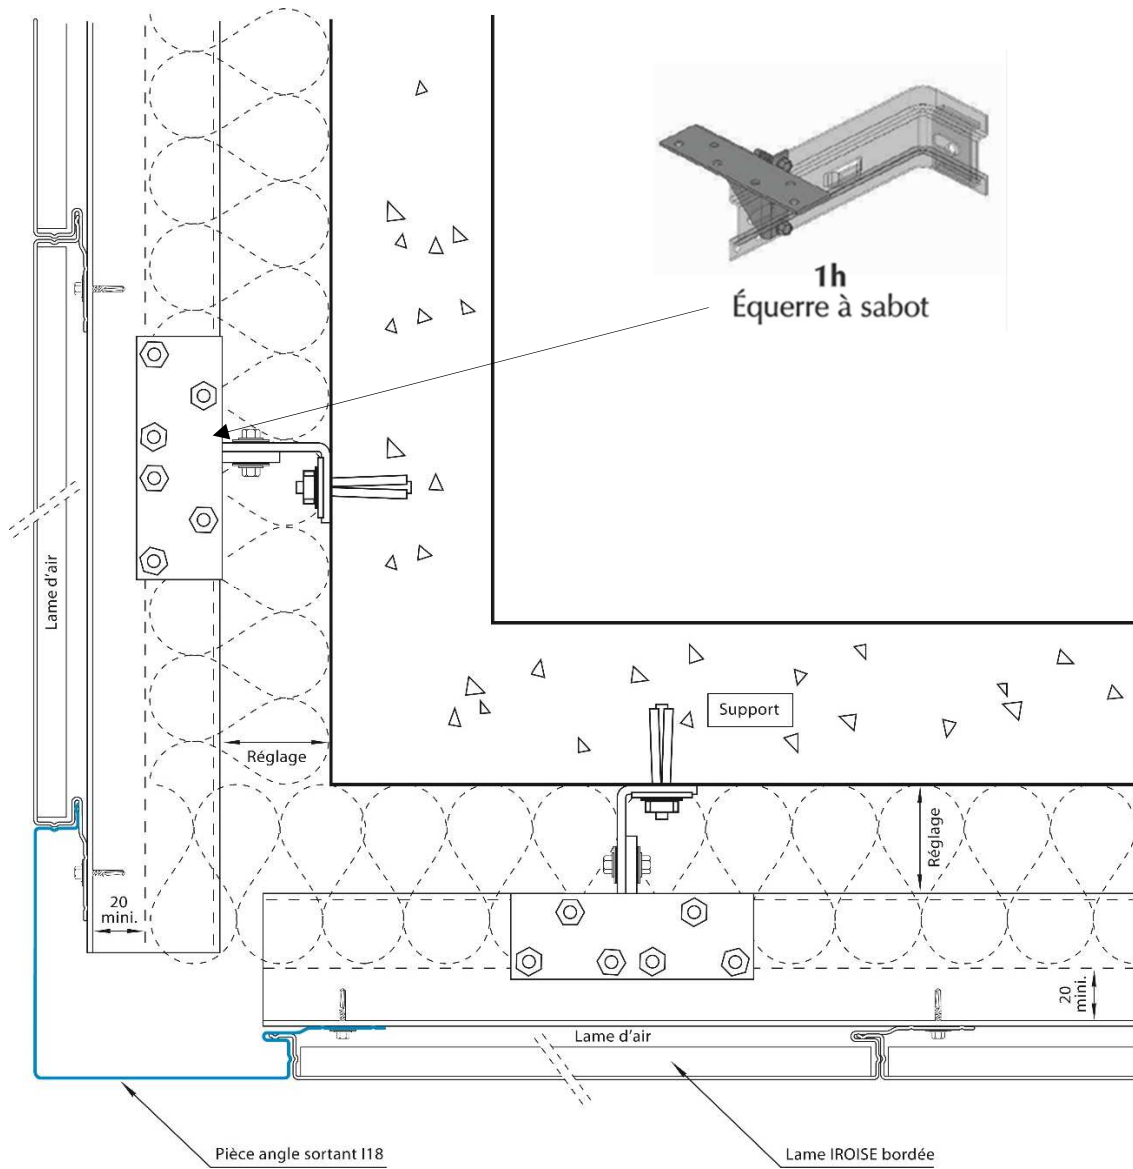 1h
Équerre à sabot
Lame d'air
Support
Réglage
Réglage
20
mini.
20
mini.
Lame d'air
Pièce angle sortant I18
Lame IROISE bordée